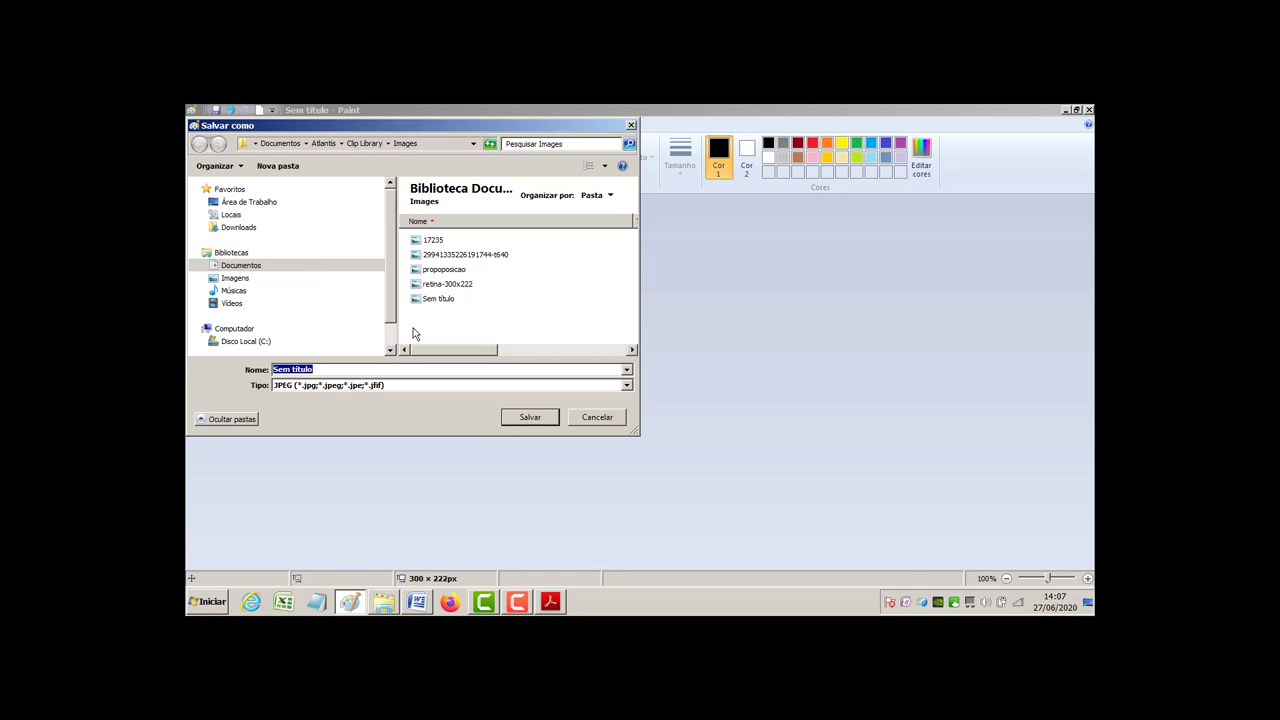 Sem título - Paint
Salvar como
Documentos
Atlantis
Clip Library
Images
Pesquisar Images
Organizar
Nova pasta
Tamanho
Cor
1
Cor
2
Editar
cores
Cores
Favoritos
Área de Trabalho
Locais
Downloads
Bibliotecas
Documentos
Imagens
Músicas
Vídeos
Computador
Disco Local (C:)
Biblioteca Docu...
Images
Organizar por: Pasta
Nome
17235
29941335226191744-t640
propoposicao
retina-300x222
Sem título
Nome: Sem título
Tipo: JPEG (*.jpg;*.jpeg;*.jpe;*.jfif)
Ocultar pastas
Salvar
Cancelar
300 × 222px
100%
Iniciar
14:07
27/06/2020